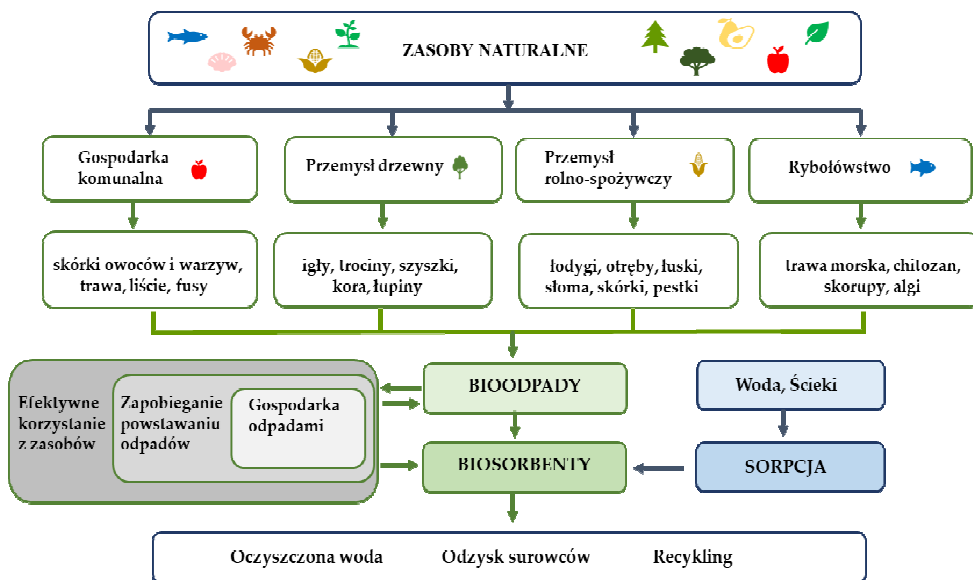 ZASOBY NATURALNE
Gospodarka
komunalna
Przemysł drzewny
Przemysł
rolno-spożywczy
Rybołówstwo
skórki owoców i warzyw,
trawa, liście, fusy
igły, trociny, szyszki,
kora, łupiny
łodygi, otręby, łuski,
słoma, skórki, pestki
trawa morska, chitozan,
skorupy, algi
Efektywne
korzystanie
z zasobów
Zapobieganie
powstawaniu
odpadów
Gospodarka
odpadami
BIOODPADY
BIOSORBENTY
Woda, Ścieki
SORPCJA
Oczyszczona woda Odzysk surowców Recykling